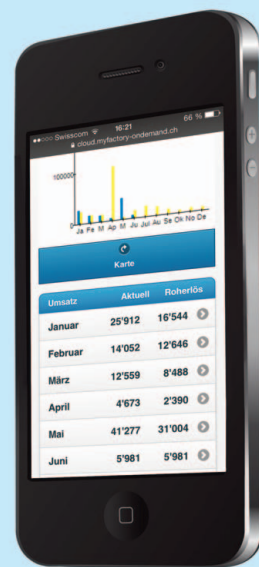 Swisscom 16:21 66 %
cloud.myfactory-ondemand.ch
100000
0
Ja Fe M Ap M Ju Jul Au Se Ok No De
Karte
Umsatz Aktuell Roherlös
Januar 25'912 16'544
Februar 14'052 12'646
März 12'559 8'488
April 4'673 2'390
Mai 41'277 31'004
Juni 5'981 5'981